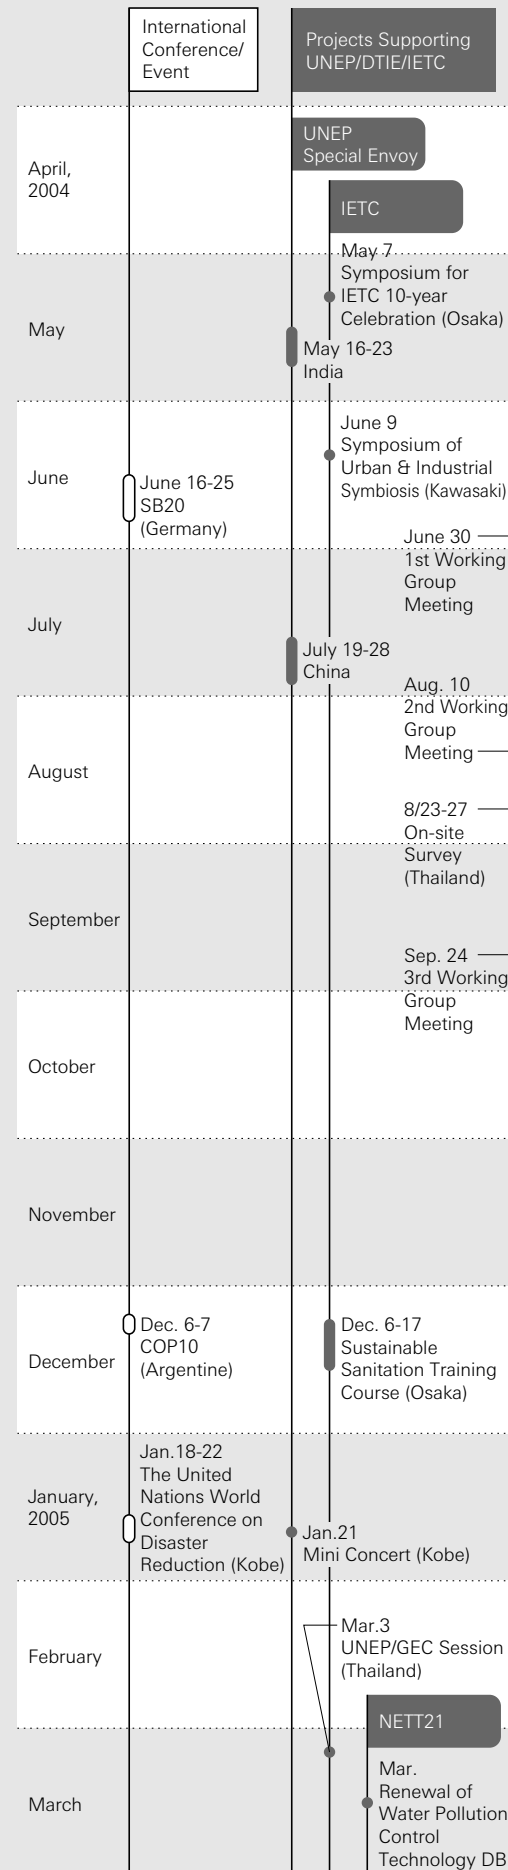 International
Conference/
Event
Projects Supporting
UNEP/DTIE/IETC
UNEP
Special Envoy
April,
2004
IETC
May 7
Symposium for
IETC 10-year
Celebration (Osaka)
May
May 16-23
India
June 9
Symposium of
Urban & Industrial
Symbiosis (Kawasaki)
June
June 16-25
SB20
(Germany)
June 30
1st Working
Group
Meeting
July
July 19-28
China
Aug. 10
2nd Working
Group
Meeting
August
8/23-27
On-site
Survey
(Thailand)
September
Sep. 24
3rd Working
Group
Meeting
October
November
December
Dec. 6-7
COP10
(Argentine)
Dec. 6-17
Sustainable
Sanitation Training
Course (Osaka)
January,
2005
Jan.18-22
The United
Nations World
Conference on
Disaster
Reduction (Kobe)
Jan.21
Mini Concert (Kobe)
February
Mar.3
UNEP/GEC Session
(Thailand)
NETT21
March
Mar.
Renewal of
Water Pollution
Control
Technology DB